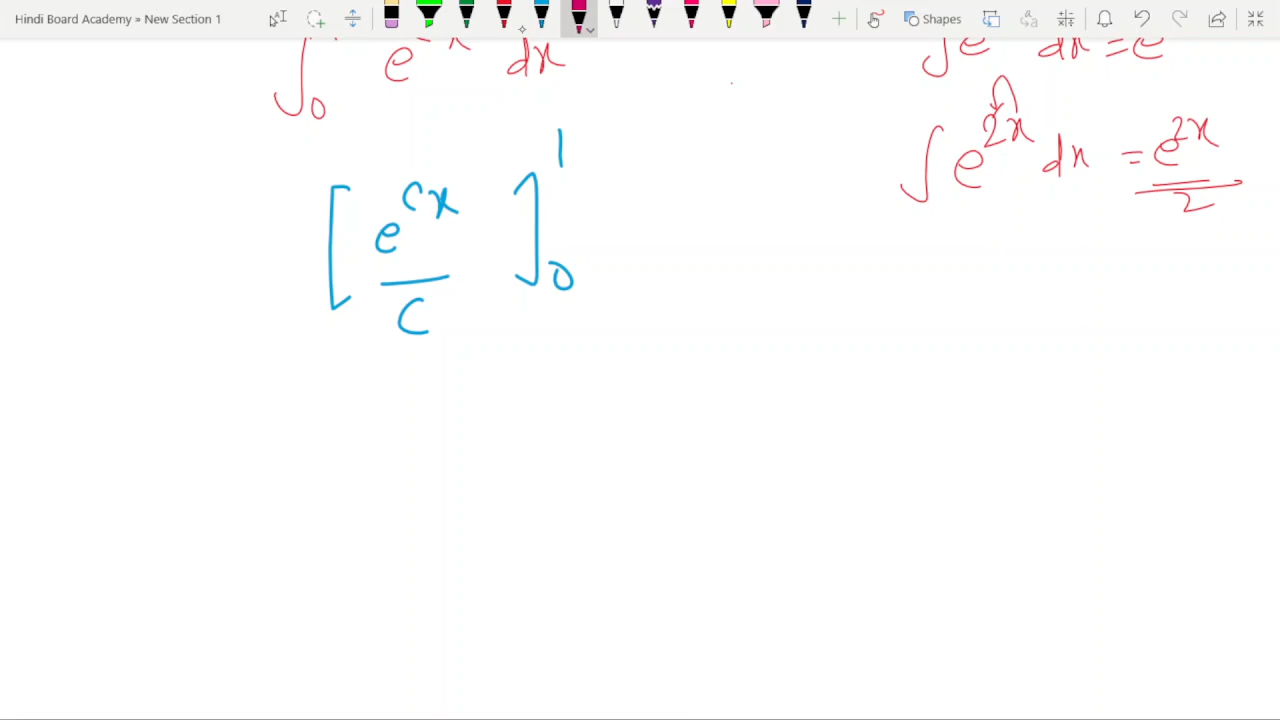 Hindi Board Academy » New Section 1
Shapes
∫₀ e dx
∫e dx = e
∫e^{2x} dx = e^{2x}/2
[e^{cx}/c]₀¹